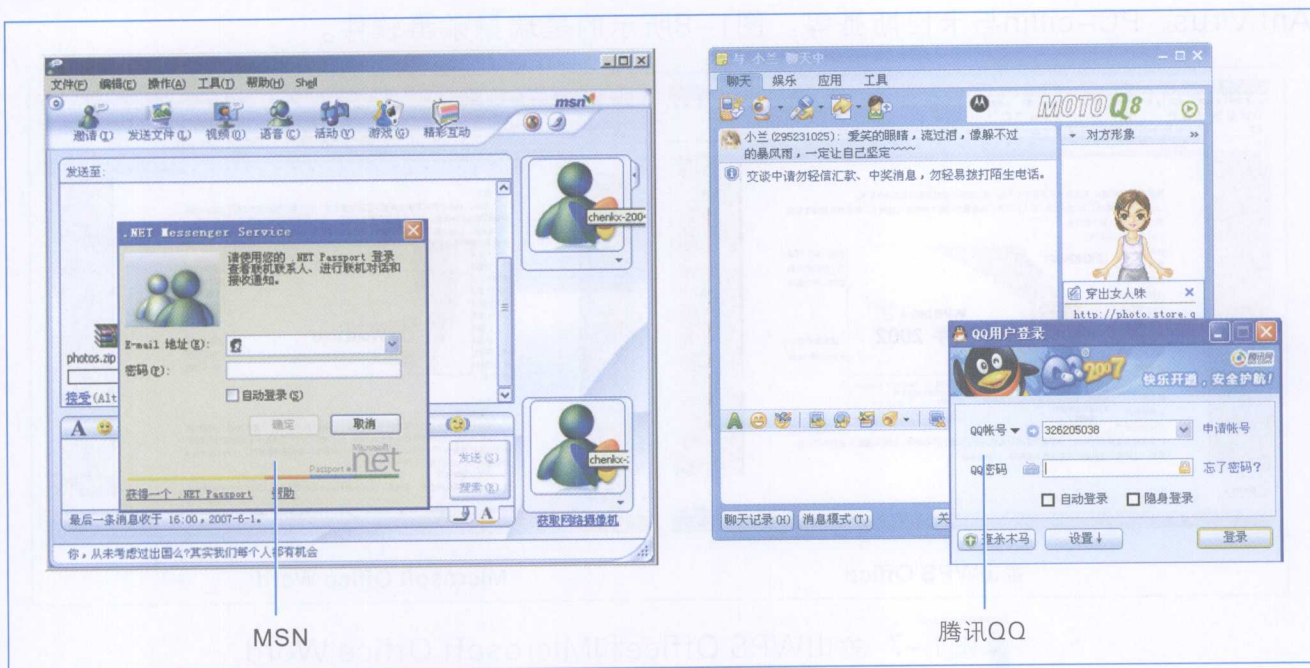 文件(F) 编辑(E) 操作(A) 工具(T) 帮助(H) Shell
msn
邀请(I) 发送文件(L) 视频(O) 语音(C) 活动(Y) 游戏(G) 精彩互动
发送至:
chenkx-200
.NET Messenger Service
请使用您的 .NET Passport 登录
查看联机联系人、进行联机对话和
接收通知。
E-mail 地址(E):
密码(P):
自动登录(S)
确定 取消
Microsoft
Passport
.net
获得一个 .NET Passport 帮助
photos.zip
接受(Alt
A
发送(S)
搜索(R)
chenkx-
最后一条消息收于 16:00，2007-6-1。
A
获取网络摄像机
你，从未考虑过出国么?其实我们每个人都有机会
MSN
与 小兰 聊天中
聊天 娱乐 应用 工具
MOTO Q8
小兰(295231025)：爱笑的眼睛，流过泪，像躲不过
的暴风雨，一定让自己坚定~~~~
对方形象 »
交谈中请勿轻信汇款、中奖消息，勿轻易拨打陌生电话。
穿出女人味
http://photo.store.q
A
聊天记录(H) 消息模式(T) 关
QQ用户登录
QQ2007
腾讯网
快乐开道，安全护航!
QQ帐号 326205038 申请帐号
QQ密码 忘了密码?
自动登录 隐身登录
查杀木马 设置↓ 登录
腾讯QQ